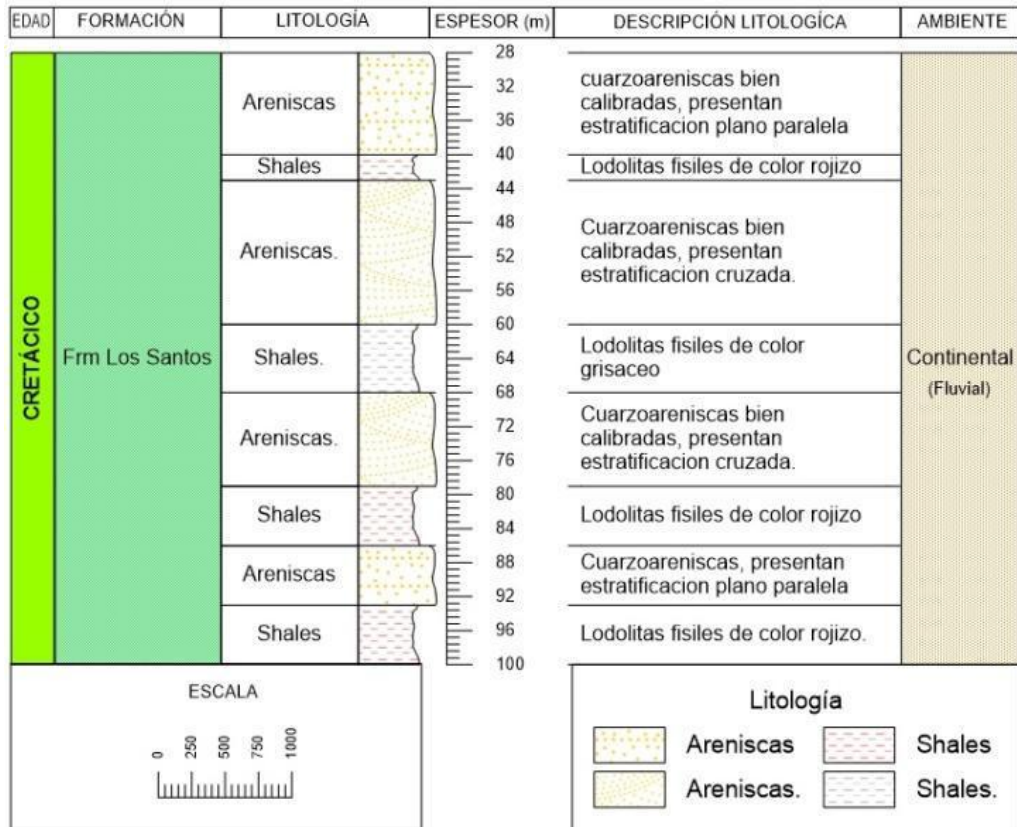 EDAD
FORMACIÓN
LITOLOGÍA
ESPESOR (m)
DESCRIPCIÓN LITOLOGÍCA
AMBIENTE
CRETÁCICO
Frm Los Santos
Areniscas
Shales
Areniscas.
Shales.
Areniscas.
Shales
Areniscas
Shales
28
32
36
40
44
48
52
56
60
64
68
72
76
80
84
88
92
96
100
cuarzoareniscas bien
calibradas, presentan
estratificacion plano paralela
Lodolitas fisiles de color rojizo
Cuarzoareniscas bien
calibradas, presentan
estratificacion cruzada.
Lodolitas fisiles de color
grisaceo
Cuarzoareniscas bien
calibradas, presentan
estratificacion cruzada.
Lodolitas fisiles de color rojizo
Cuarzoareniscas, presentan
estratificacion plano paralela
Lodolitas fisiles de color rojizo.
Continental
(Fluvial)
ESCALA
0
250
500
750
1000
Litología
Areniscas
Shales
Areniscas.
Shales.